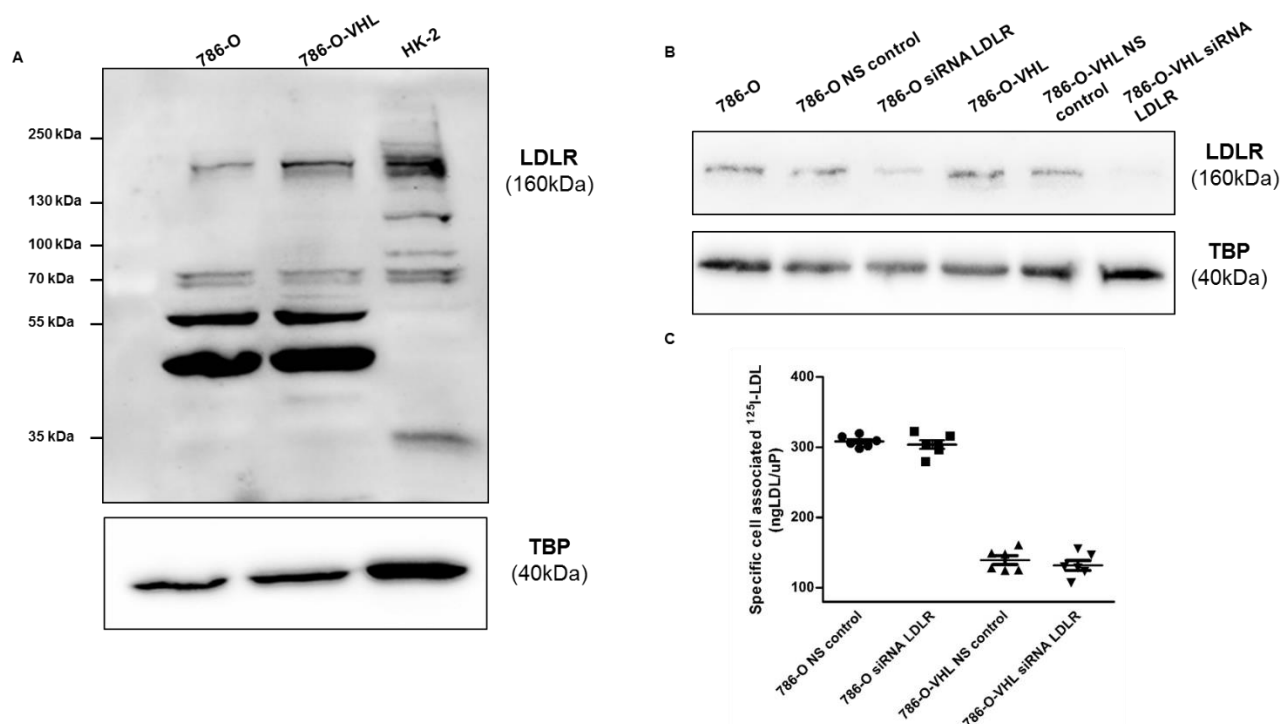 A
786-O
786-O-VHL
HK-2
250 kDa
130 kDa
100 kDa
70 kDa
55 kDa
35 kDa
LDLR
(160kDa)
TBP
(40kDa)
B
786-O
786-O NS control
786-O siRNA LDLR
786-O-VHL
786-O-VHL NS
control
786-O-VHL siRNA
LDLR
LDLR
(160kDa)
TBP
(40kDa)
C
Specific cell associated ¹²⁵I-LDL
(ngLDL/uP)
400
300
200
100
786-O NS control
786-O siRNA LDLR
786-O-VHL NS control
786-O-VHL siRNA LDLR